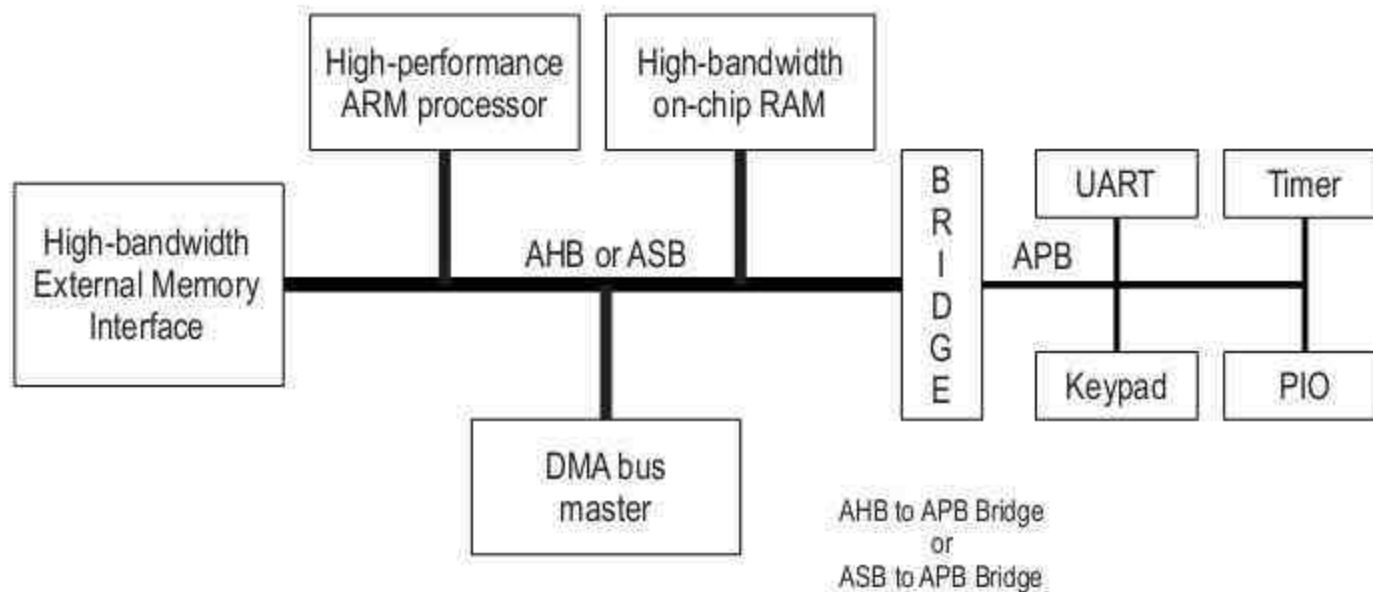 High-performance
ARM processor
High-bandwidth
on-chip RAM
High-bandwidth
External Memory
Interface
AHB or ASB
B
R
I
D
G
E
APB
UART
Timer
Keypad
PIO
DMA bus
master
AHB to APB Bridge
or
ASB to APB Bridge